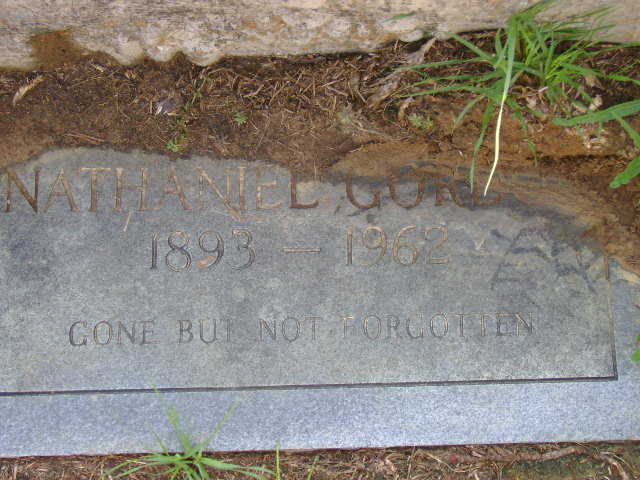 NATHANIEL
1893 — 1962
GONE BUT NOT FORGOTTEN